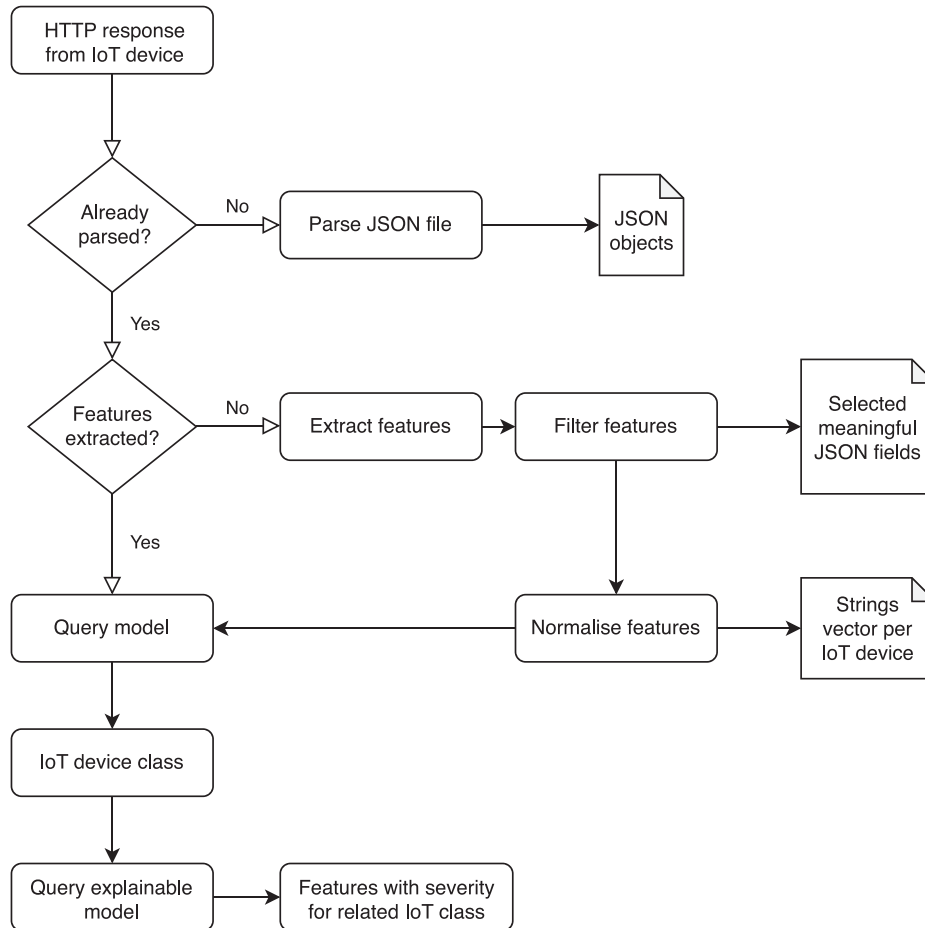 HTTP response
from IoT device
Already
parsed?
No
Parse JSON file
JSON
objects
Yes
Features
extracted?
No
Extract features
Filter features
Selected
meaningful
JSON fields
Yes
Query model
Normalise features
Strings
vector per
IoT device
IoT device class
Query explainable
model
Features with severity
for related IoT class